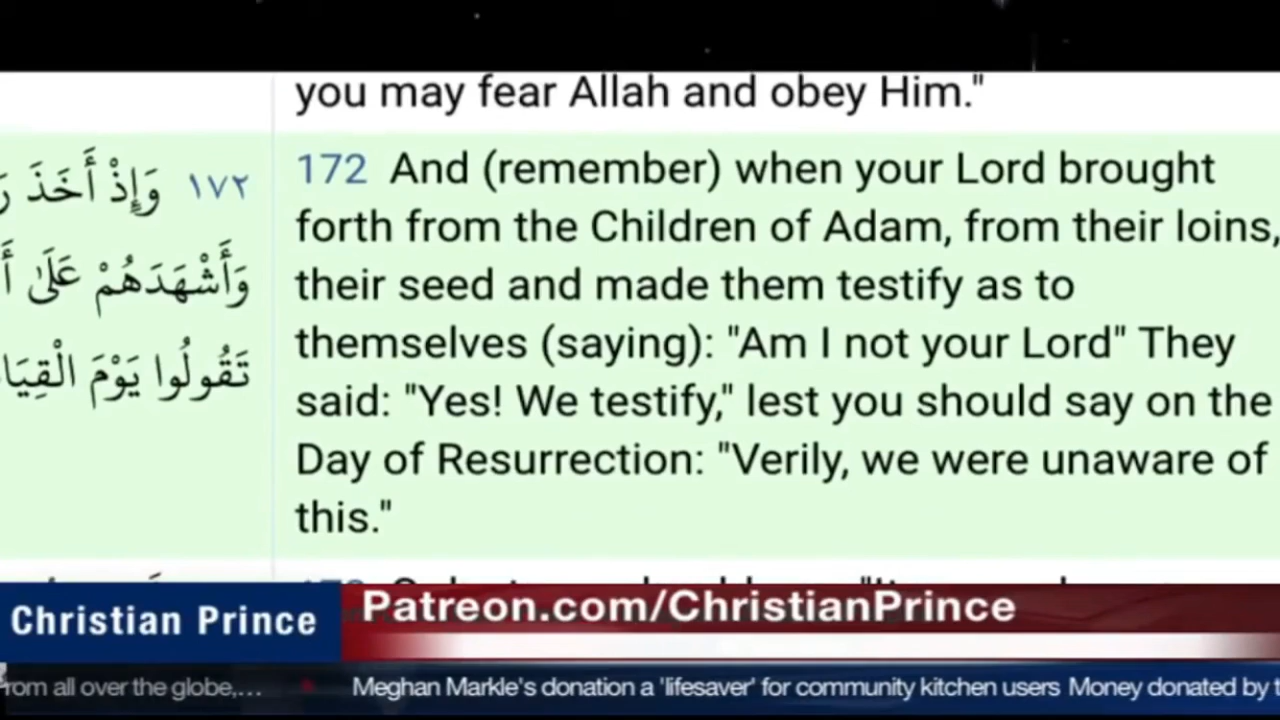 you may fear Allah and obey Him."
١٧٢ وَإِذْ أَخَذَ
وَأَشْهَدَهُمْ عَلَىٰ
تَقُولُوا يَوْمَ
172 And (remember) when your Lord brought
forth from the Children of Adam, from their loins,
their seed and made them testify as to
themselves (saying): "Am I not your Lord" They
said: "Yes! We testify," lest you should say on the
Day of Resurrection: "Verily, we were unaware of
this."
Christian Prince
Patreon.com/ChristianPrince
from all over the globe,...
Meghan Markle's donation a 'lifesaver' for community kitchen users Money donated by